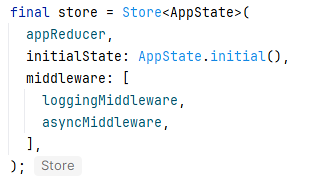 final store = Store<AppState>(
  appReducer,
  initialState: AppState.initial(),
  middleware: [
    loggingMiddleware,
    asyncMiddleware,
  ],
); Store